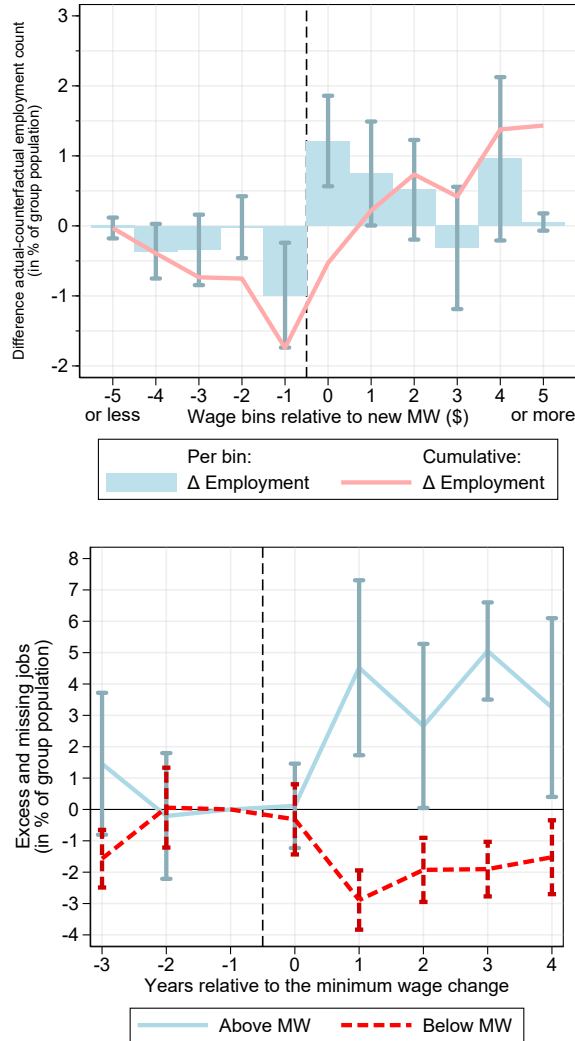 Difference actual-counterfactual employment count
(in % of group population)
3
2
1
0
-1
-2
-5 -4 -3 -2 -1 0 1 2 3 4 5
or less Wage bins relative to new MW ($) or more
Per bin: Cumulative:
Δ Employment Δ Employment
Excess and missing jobs
(in % of group population)
8
7
6
5
4
3
2
1
0
-1
-2
-3
-4
-3 -2 -1 0 1 2 3 4
Years relative to the minimum wage change
Above MW Below MW